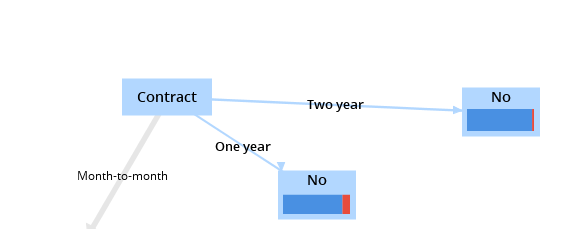 Contract
No
Two year
One year
Month-to-month
No